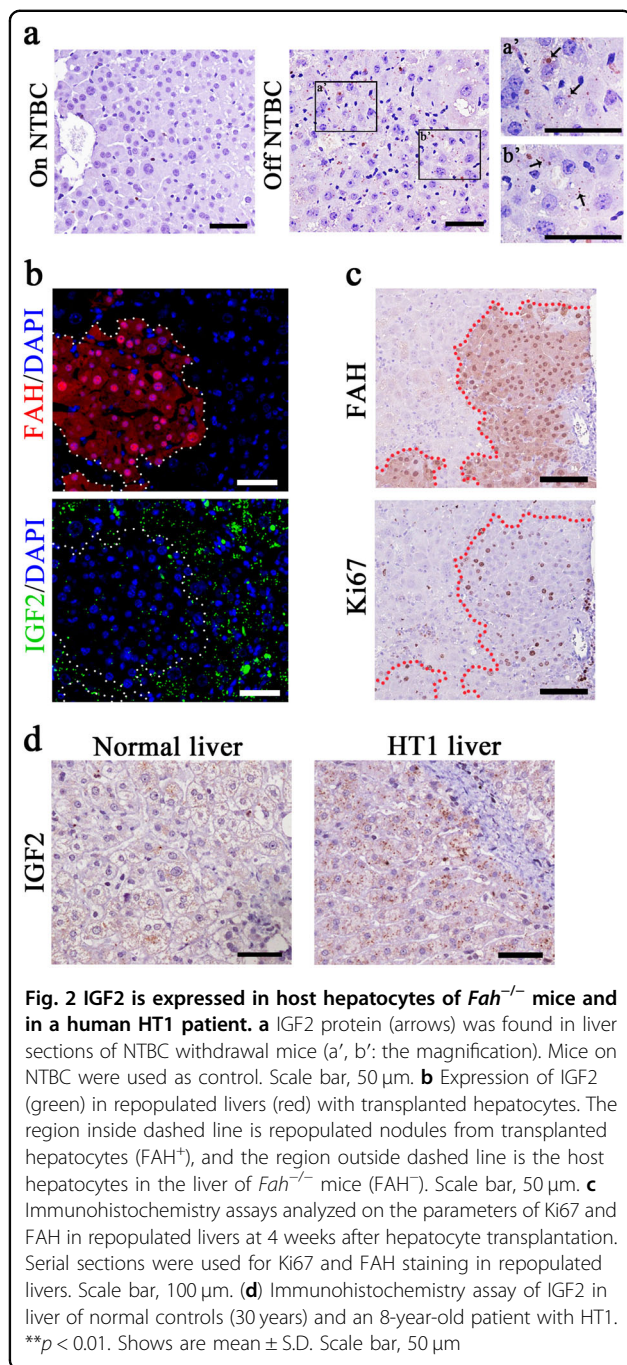 a
On NTBC
Off NTBC
a'
b'
a'
b'
b
c
FAH/DAPI
FAH
IGF2/DAPI
Ki67
d
Normal liver
HT1 liver
IGF2
Fig. 2 IGF2 is expressed in host hepatocytes of Fah−/− mice and
in a human HT1 patient. a IGF2 protein (arrows) was found in liver
sections of NTBC withdrawal mice (a′, b′: the magnification). Mice on
NTBC were used as control. Scale bar, 50 μm. b Expression of IGF2
(green) in repopulated livers (red) with transplanted hepatocytes. The
region inside dashed line is repopulated nodules from transplanted
hepatocytes (FAH+), and the region outside dashed line is the host
hepatocytes in the liver of Fah−/− mice (FAH−). Scale bar, 50 μm. c
Immunohistochemistry assays analyzed on the parameters of Ki67 and
FAH in repopulated livers at 4 weeks after hepatocyte transplantation.
Serial sections were used for Ki67 and FAH staining in repopulated
livers. Scale bar, 100 μm. (d) Immunohistochemistry assay of IGF2 in
liver of normal controls (30 years) and an 8-year-old patient with HT1.
**p < 0.01. Shows are mean ± S.D. Scale bar, 50 μm